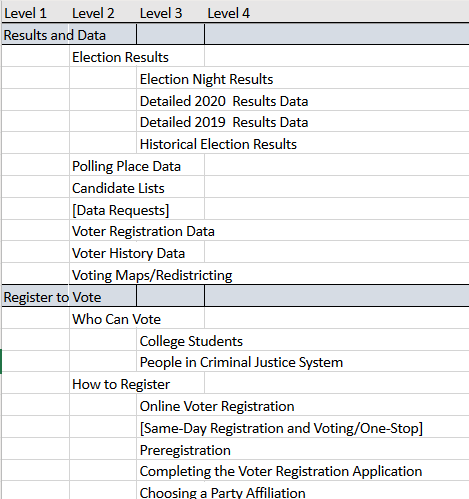 Level 1 Level 2 Level 3 Level 4
Results and Data
Election Results
Election Night Results
Detailed 2020  Results Data
Detailed 2019  Results Data
Historical Election Results
Polling Place Data
Candidate Lists
[Data Requests]
Voter Registration Data
Voter History Data
Voting Maps/Redistricting
Register to Vote
Who Can Vote
College Students
People in Criminal Justice System
How to Register
Online Voter Registration
[Same-Day Registration and Voting/One-Stop]
Preregistration
Completing the Voter Registration Application
Choosing a Party Affiliation